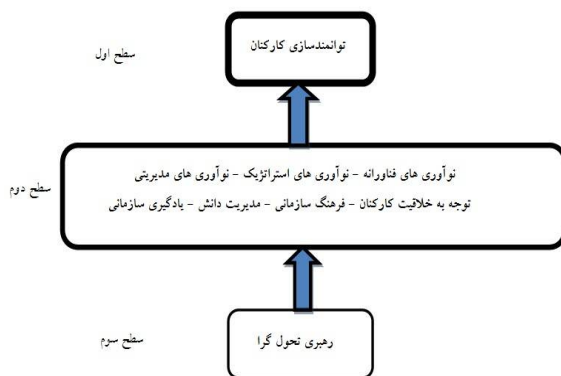 توانمندسازی کارکنان
سطح اول
نوآوری های فناورانه - نوآوری های استراتژیک - نوآوری های مدیریتی
توجه به خلاقیت کارکنان - فرهنگ سازمانی - مدیریت دانش - یادگیری سازمانی
سطح دوم
رهبری تحول گرا
سطح سوم